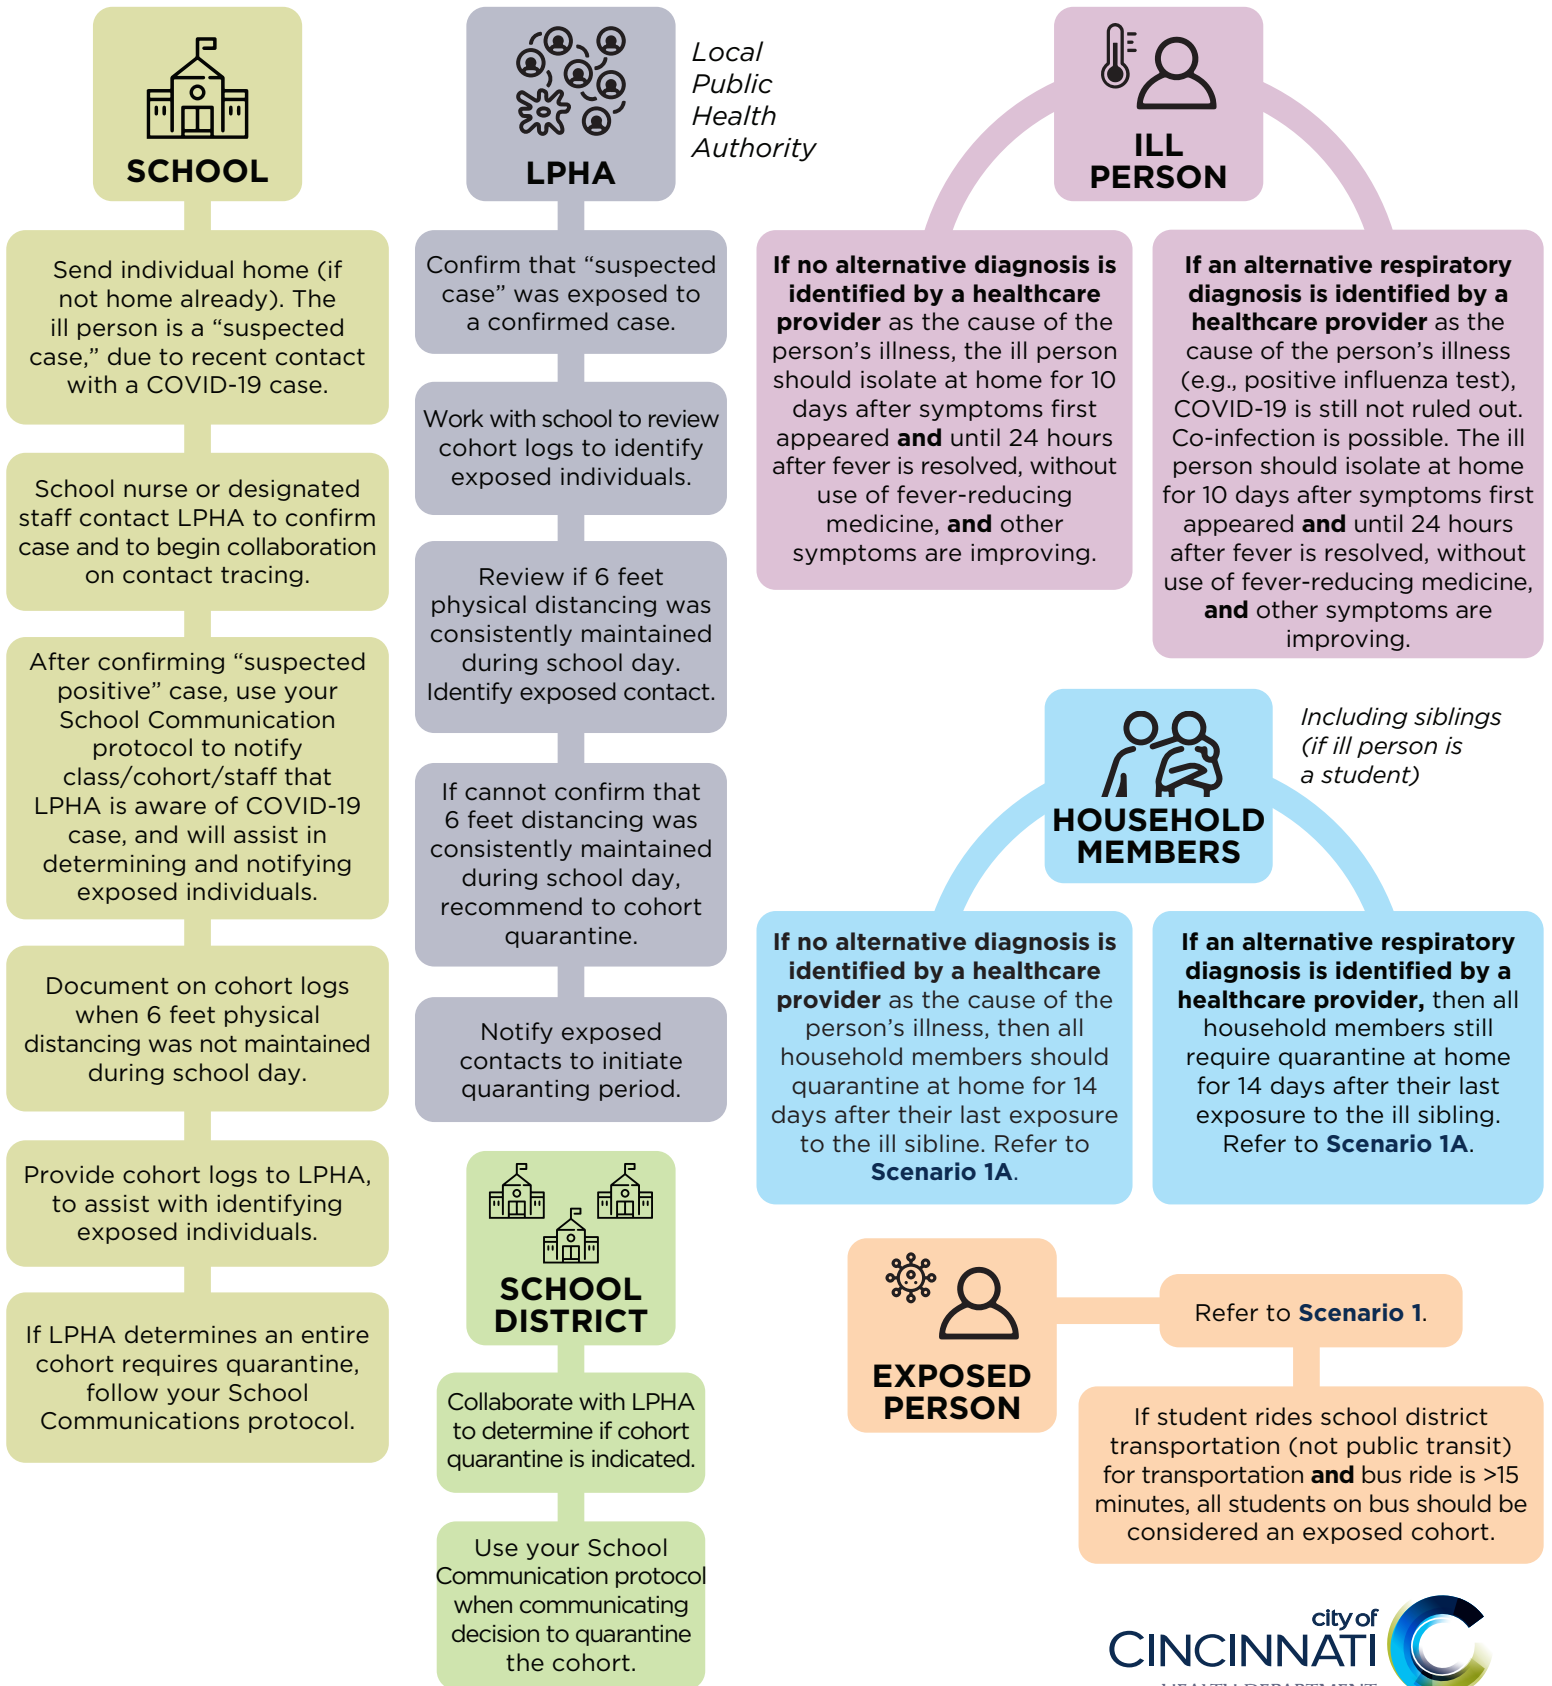 SCHOOL
Send individual home (if
not home already). The
ill person is a “suspected
case,” due to recent contact
with a COVID-19 case.
School nurse or designated
staff contact LPHA to confirm
case and to begin collaboration
on contact tracing.
After confirming “suspected
positive” case, use your
School Communication
protocol to notify
class/cohort/staff that
LPHA is aware of COVID-19
case, and will assist in
determining and notifying
exposed individuals.
Document on cohort logs
when 6 feet physical
distancing was not maintained
during school day.
Provide cohort logs to LPHA,
to assist with identifying
exposed individuals.
If LPHA determines an entire
cohort requires quarantine,
follow your School
Communications protocol.
LPHA
Local
Public
Health
Authority
Confirm that “suspected
case” was exposed to
a confirmed case.
Work with school to review
cohort logs to identify
exposed individuals.
Review if 6 feet
physical distancing was
consistently maintained
during school day.
Identify exposed contact.
If cannot confirm that
6 feet distancing was
consistently maintained
during school day,
recommend to cohort
quarantine.
Notify exposed
contacts to initiate
quaranting period.
SCHOOL
DISTRICT
Collaborate with LPHA
to determine if cohort
quarantine is indicated.
Use your School
Communication protocol
when communicating
decision to quarantine
the cohort.
ILL
PERSON
If no alternative diagnosis is
identified by a healthcare
provider as the cause of the
person’s illness, the ill person
should isolate at home for 10
days after symptoms first
appeared and until 24 hours
after fever is resolved, without
use of fever-reducing
medicine, and other
symptoms are improving.
If an alternative respiratory
diagnosis is identified by a
healthcare provider as the
cause of the person’s illness
(e.g., positive influenza test),
COVID-19 is still not ruled out.
Co-infection is possible. The ill
person should isolate at home
for 10 days after symptoms first
appeared and until 24 hours
after fever is resolved, without
use of fever-reducing medicine,
and other symptoms are
improving.
HOUSEHOLD
MEMBERS
Including siblings
(if ill person is
a student)
If no alternative diagnosis is
identified by a healthcare
provider as the cause of the
person’s illness, then all
household members should
quarantine at home for 14
days after their last exposure
to the ill sibline. Refer to
Scenario 1A.
If an alternative respiratory
diagnosis is identified by a
healthcare provider, then all
household members still
require quarantine at home
for 14 days after their last
exposure to the ill sibling.
Refer to Scenario 1A.
EXPOSED
PERSON
Refer to Scenario 1.
If student rides school district
transportation (not public transit)
for transportation and bus ride is >15
minutes, all students on bus should be
considered an exposed cohort.
city of
CINCINNATI
HEALTH DEPARTMENT